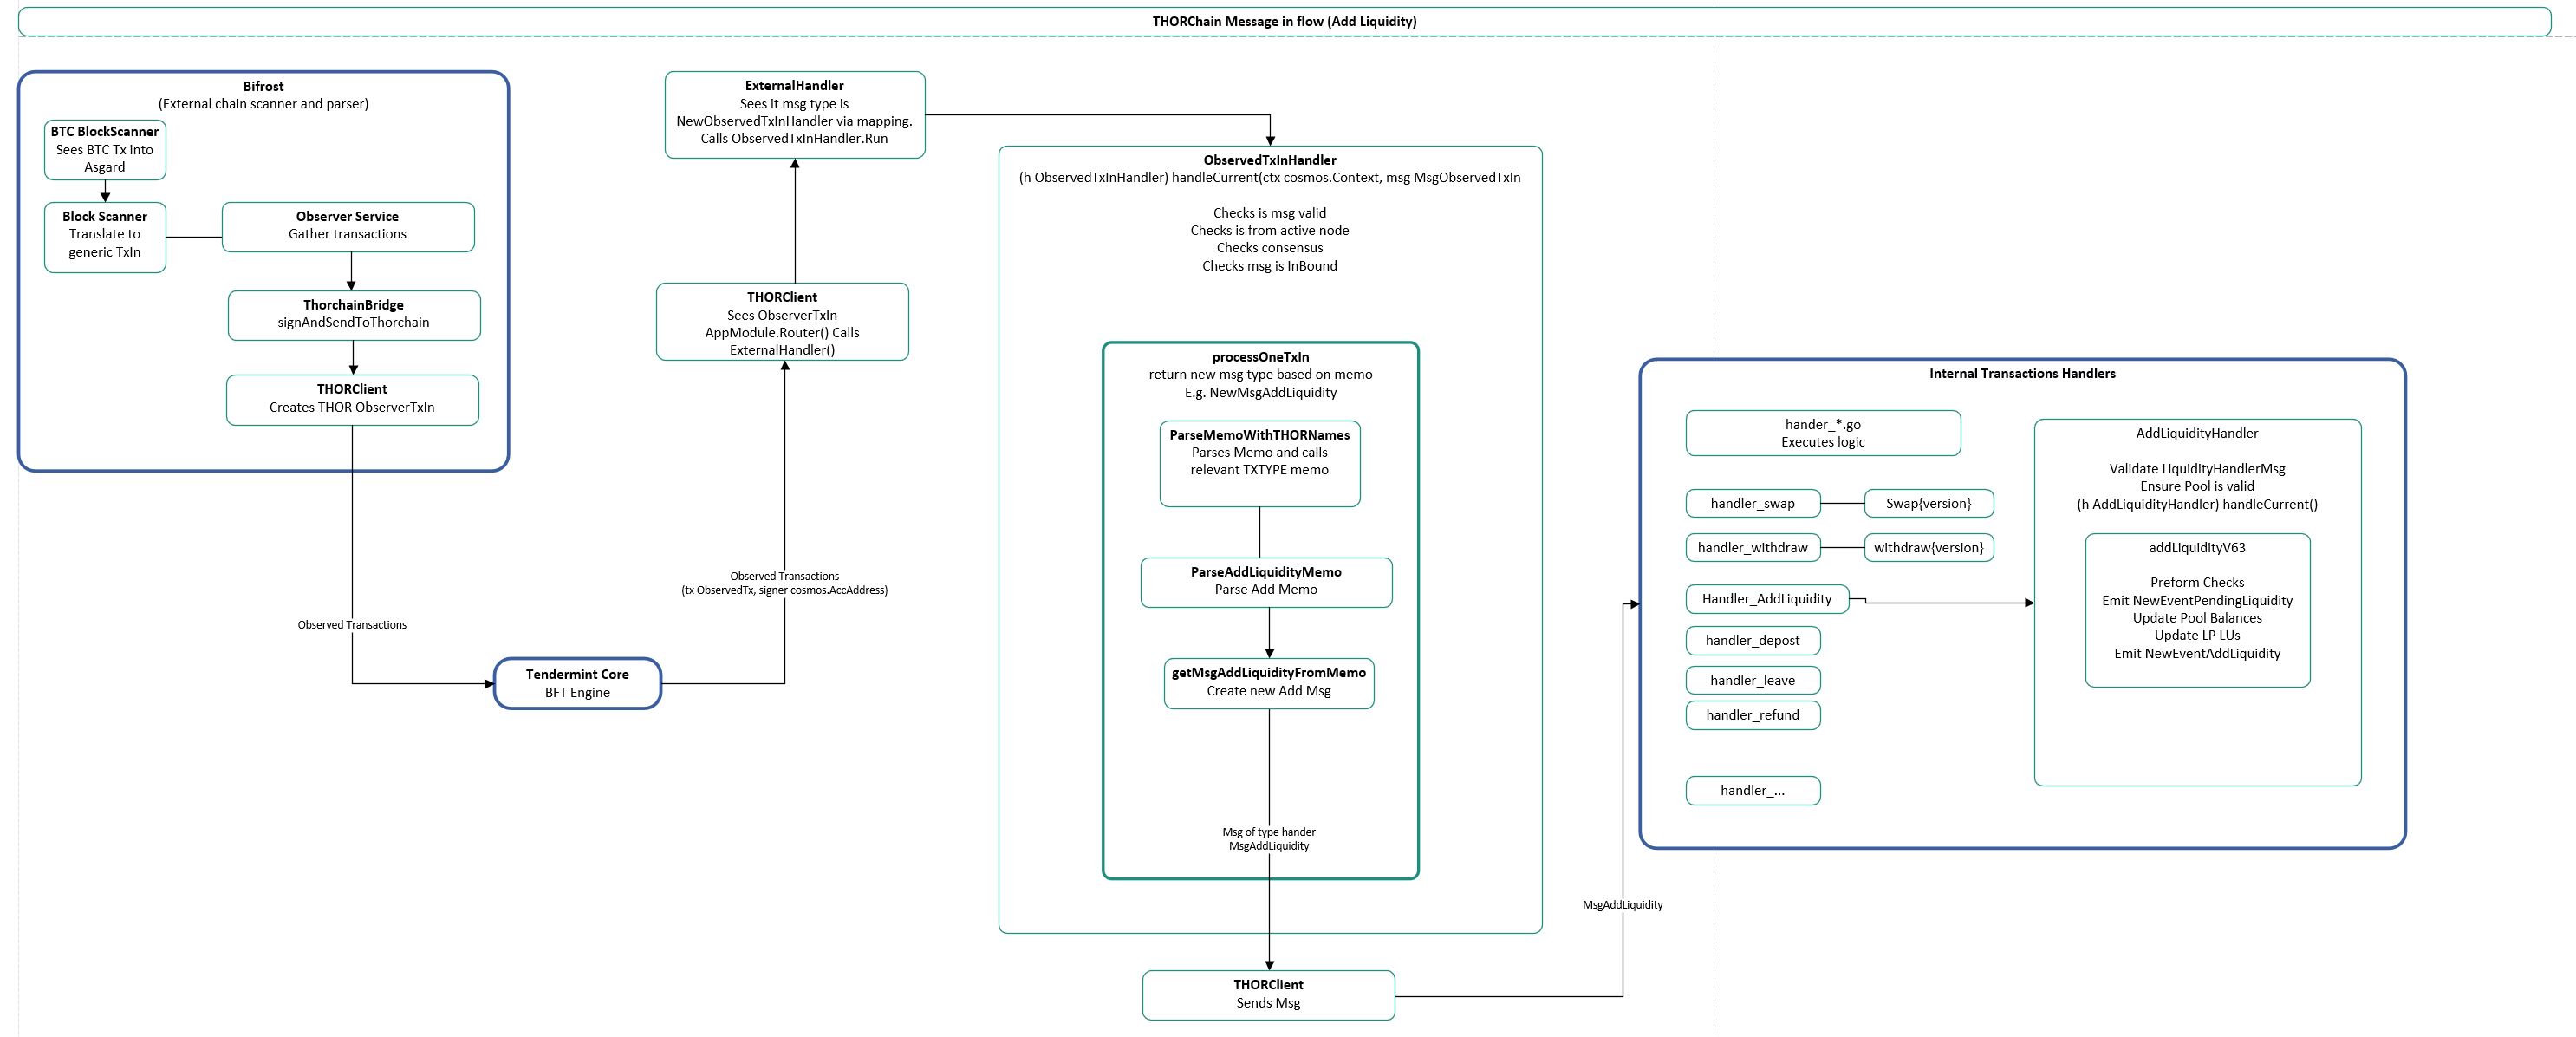 THORChain Message in flow (Add Liquidity)
Bifrost
(External chain scanner and parser)
BTC BlockScanner
Sees BTC Tx into
Asgard
Block Scanner
Translate to
generic TxIn
Observer Service
Gather transactions
ThorchainBridge
signAndSendToThorchain
THORClient
Creates THOR ObserverTxIn
Observed Transactions
Tendermint Core
BFT Engine
Observed Transactions
(tx ObservedTx, signer cosmos.AccAddress)
THORClient
Sees ObserverTxIn
AppModule.Router() Calls
ExternalHandler()
ExternalHandler
Sees it msg type is
NewObservedTxInHandler via mapping.
Calls ObservedTxInHandler.Run
ObservedTxInHandler
(h ObservedTxInHandler) handleCurrent(ctx cosmos.Context, msg MsgObservedTxIn
Checks is msg valid
Checks is from active node
Checks consensus
Checks msg is InBound
processOneTxIn
return new msg type based on memo
E.g. NewMsgAddLiquidity
ParseMemoWithTHORNames
Parses Memo and calls
relevant TXTYPE memo
ParseAddLiquidityMemo
Parse Add Memo
getMsgAddLiquidityFromMemo
Create new Add Msg
Msg of type hander
MsgAddLiquidity
THORClient
Sends Msg
MsgAddLiquidity
Internal Transactions Handlers
hander_*.go
Executes logic
handler_swap
Swap{version}
handler_withdraw
withdraw{version}
Handler_AddLiquidity
handler_depost
handler_leave
handler_refund
handler_...
AddLiquidityHandler
Validate LiquidityHandlerMsg
Ensure Pool is valid
(h AddLiquidityHandler) handleCurrent()
addLiquidityV63
Preform Checks
Emit NewEventPendingLiquidity
Update Pool Balances
Update LP LUs
Emit NewEventAddLiquidity